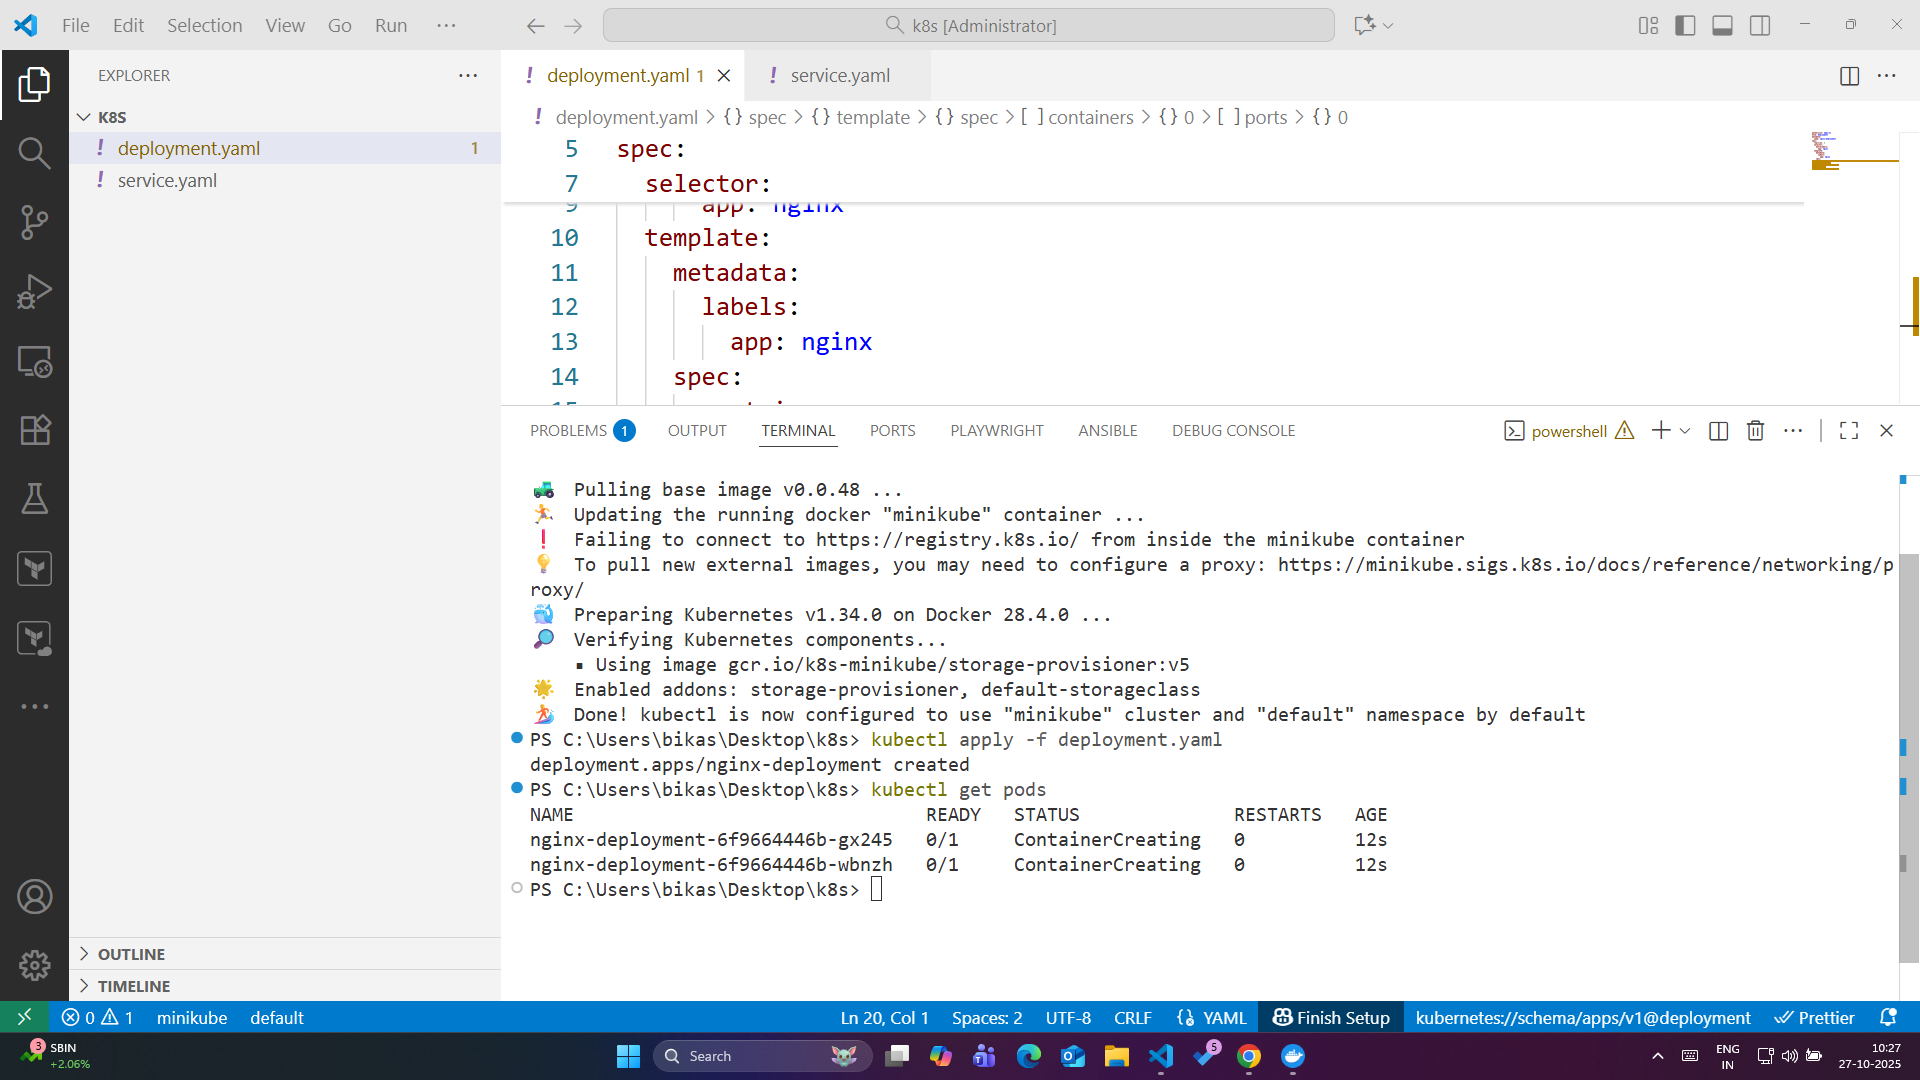 File Edit Selection View Go Run ···
k8s [Administrator]
EXPLORER
K8S
! deployment.yaml 1
! service.yaml
OUTLINE
TIMELINE
! deployment.yaml 1
! service.yaml
! deployment.yaml > {} spec > {} template > {} spec > [ ] containers > {} 0 > [ ] ports > {} 0
5 spec:
7 selector:
9 app: nginx
10 template:
11 metadata:
12 labels:
13 app: nginx
14 spec:
PROBLEMS 1 OUTPUT TERMINAL PORTS PLAYWRIGHT ANSIBLE DEBUG CONSOLE
powershell
Pulling base image v0.0.48 ...
Updating the running docker "minikube" container ...
Failing to connect to https://registry.k8s.io/ from inside the minikube container
To pull new external images, you may need to configure a proxy: https://minikube.sigs.k8s.io/docs/reference/networking/p
roxy/
Preparing Kubernetes v1.34.0 on Docker 28.4.0 ...
Verifying Kubernetes components...
▪ Using image gcr.io/k8s-minikube/storage-provisioner:v5
Enabled addons: storage-provisioner, default-storageclass
Done! kubectl is now configured to use "minikube" cluster and "default" namespace by default
PS C:\Users\bikas\Desktop\k8s> kubectl apply -f deployment.yaml
deployment.apps/nginx-deployment created
PS C:\Users\bikas\Desktop\k8s> kubectl get pods
NAME READY STATUS RESTARTS AGE
nginx-deployment-6f9664446b-gx245 0/1 ContainerCreating 0 12s
nginx-deployment-6f9664446b-wbnzh 0/1 ContainerCreating 0 12s
PS C:\Users\bikas\Desktop\k8s>
0 1 minikube default
Ln 20, Col 1 Spaces: 2 UTF-8 CRLF {} YAML Finish Setup kubernetes://schema/apps/v1@deployment Prettier
3
SBIN
+2.06%
Search
5
ENG
IN
10:27
27-10-2025